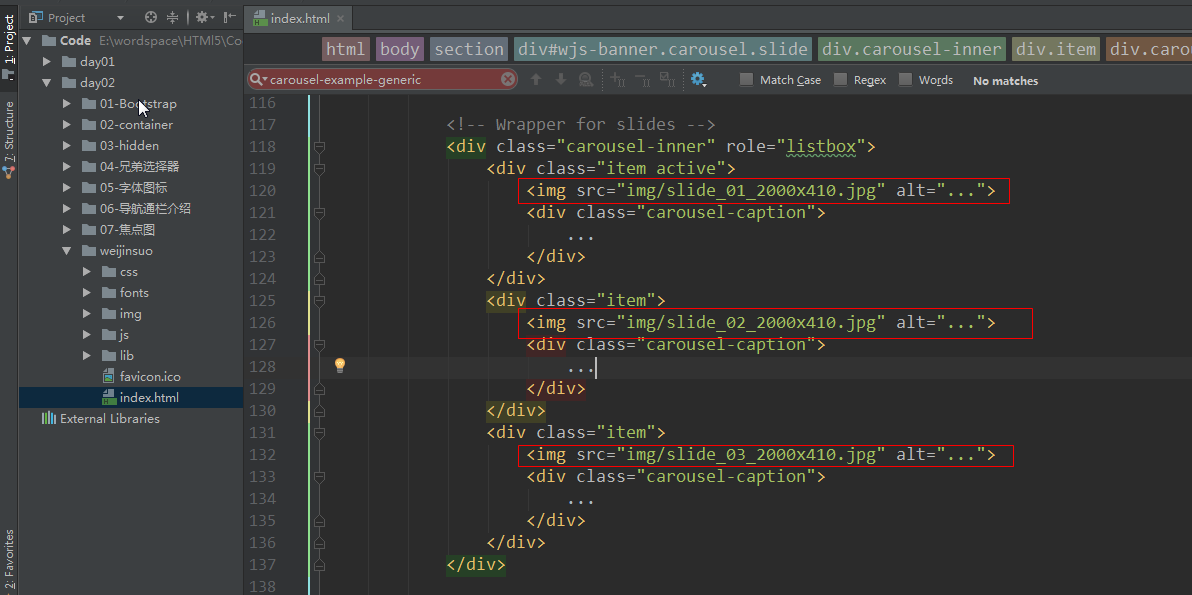 1: Project
7: Structure
2: Favorites
Project
Code E:\wordspace\HTMl5\Co
day01
day02
01-Bootstrap
02-container
03-hidden
04-兄弟选择器
05-字体图标
06-导航通栏介绍
07-焦点图
weijinsuo
css
fonts
img
js
lib
favicon.ico
index.html
External Libraries
index.html
html body section div#wjs-banner.carousel.slide div.carousel-inner div.item div.carou
carousel-example-generic Match Case Regex Words No matches
116
117 <!-- Wrapper for slides -->
118 <div class="carousel-inner" role="listbox">
119 <div class="item active">
120 <img src="img/slide_01_2000x410.jpg" alt="...">
121 <div class="carousel-caption">
122 ...
123 </div>
124 </div>
125 <div class="item">
126 <img src="img/slide_02_2000x410.jpg" alt="...">
127 <div class="carousel-caption">
128 ...
129 </div>
130 </div>
131 <div class="item">
132 <img src="img/slide_03_2000x410.jpg" alt="...">
133 <div class="carousel-caption">
134 ...
135 </div>
136 </div>
137 </div>
138